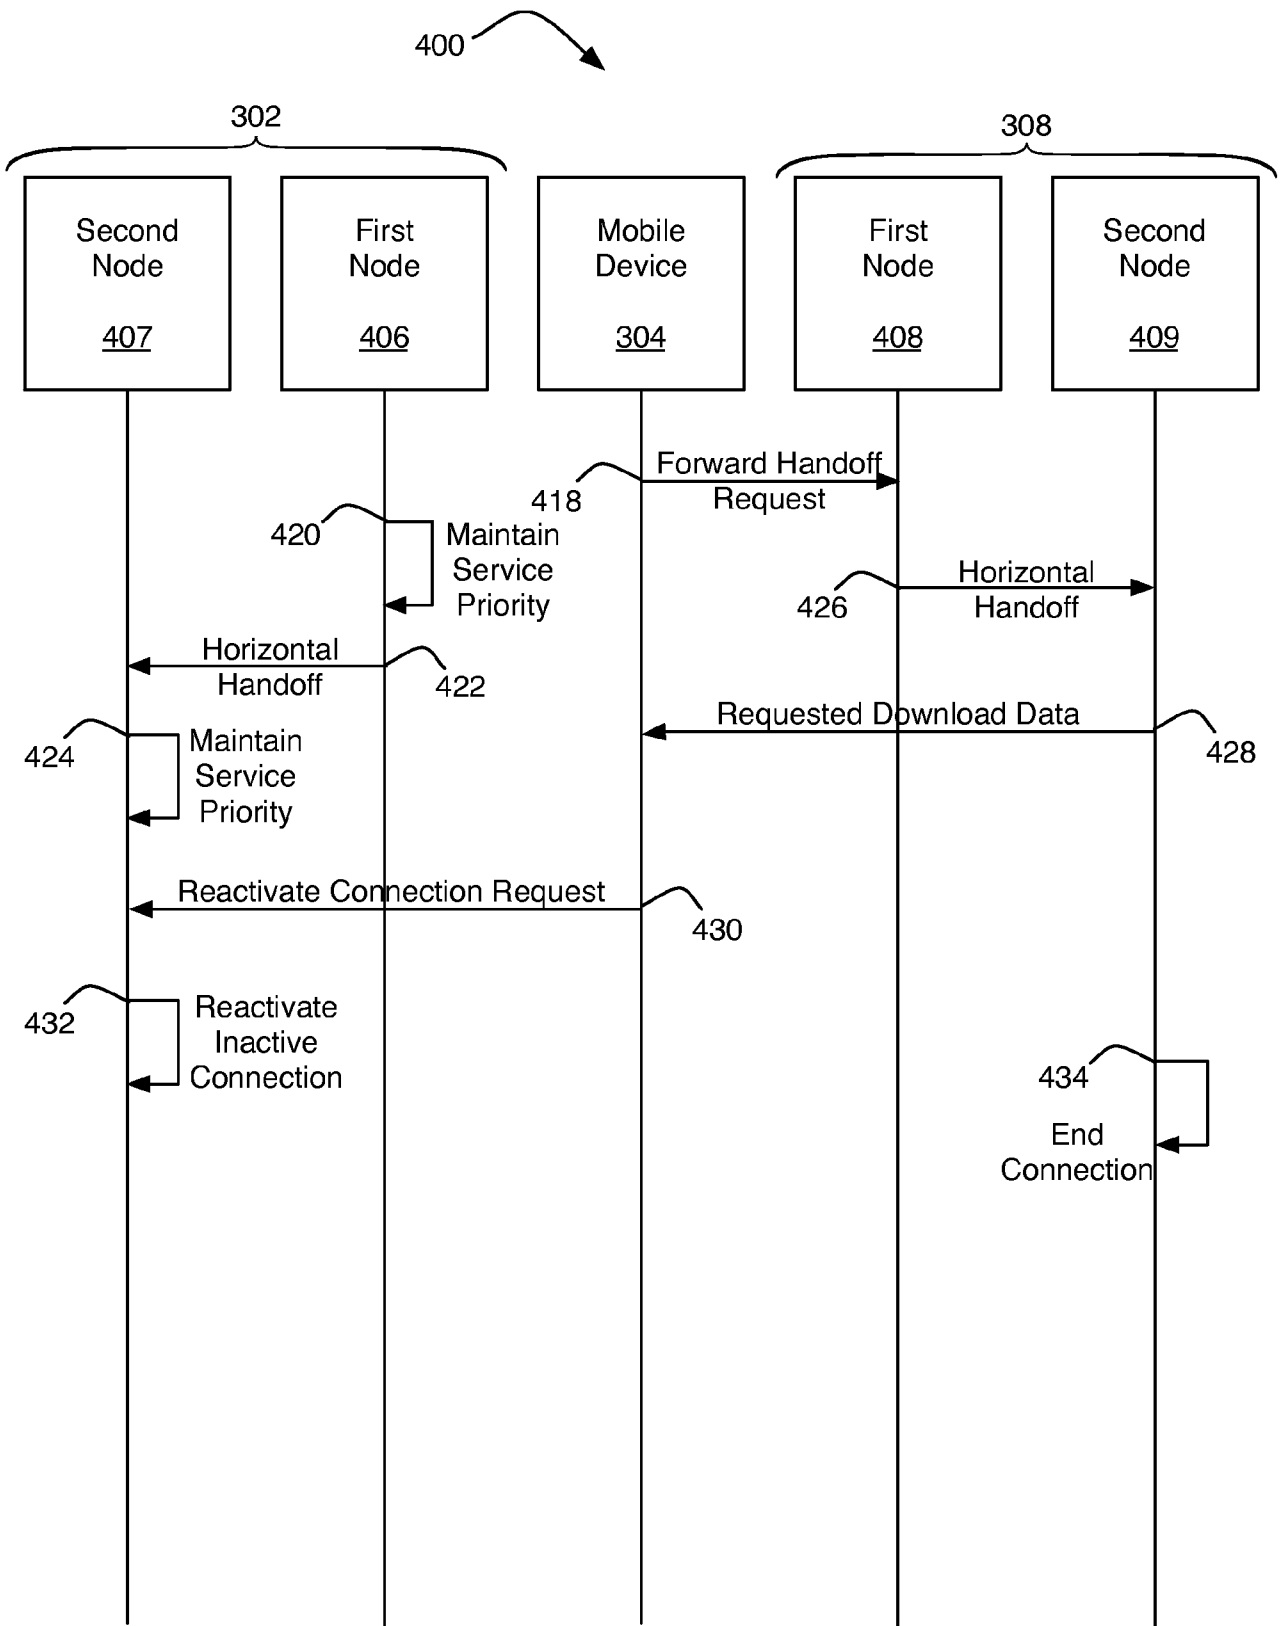 400
302
308
Second
Node
407
First
Node
406
Mobile
Device
304
First
Node
408
Second
Node
409
Forward Handoff
Request
418
420
Maintain
Service
Priority
Horizontal
Handoff
426
Horizontal
Handoff
422
Requested Download Data
428
424
Maintain
Service
Priority
Reactivate Connection Request
430
432
Reactivate
Inactive
Connection
434
End
Connection